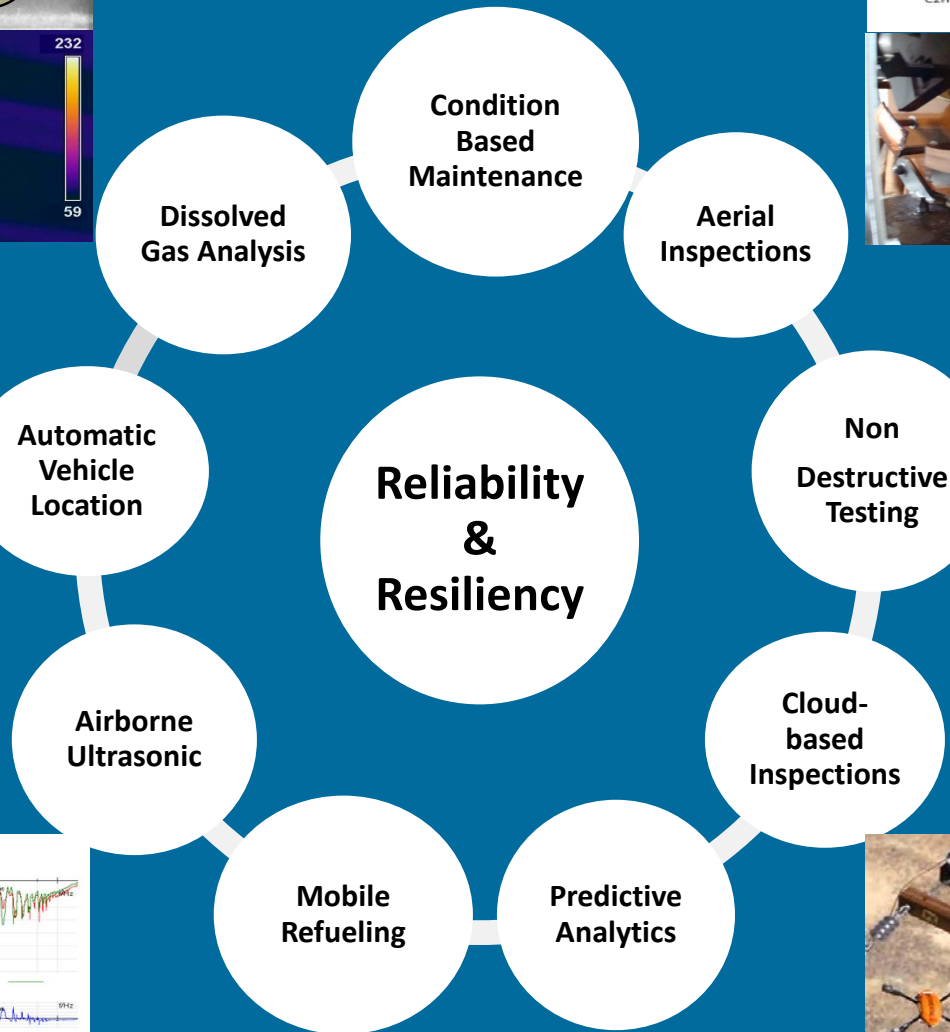 232
59
Condition
Based
Maintenance
Aerial
Inspections
Non
Destructive
Testing
Cloud-
based
Inspections
Predictive
Analytics
Mobile
Refueling
Airborne
Ultrasonic
Automatic
Vehicle
Location
Dissolved
Gas Analysis
Reliability
&
Resiliency
f/Hz